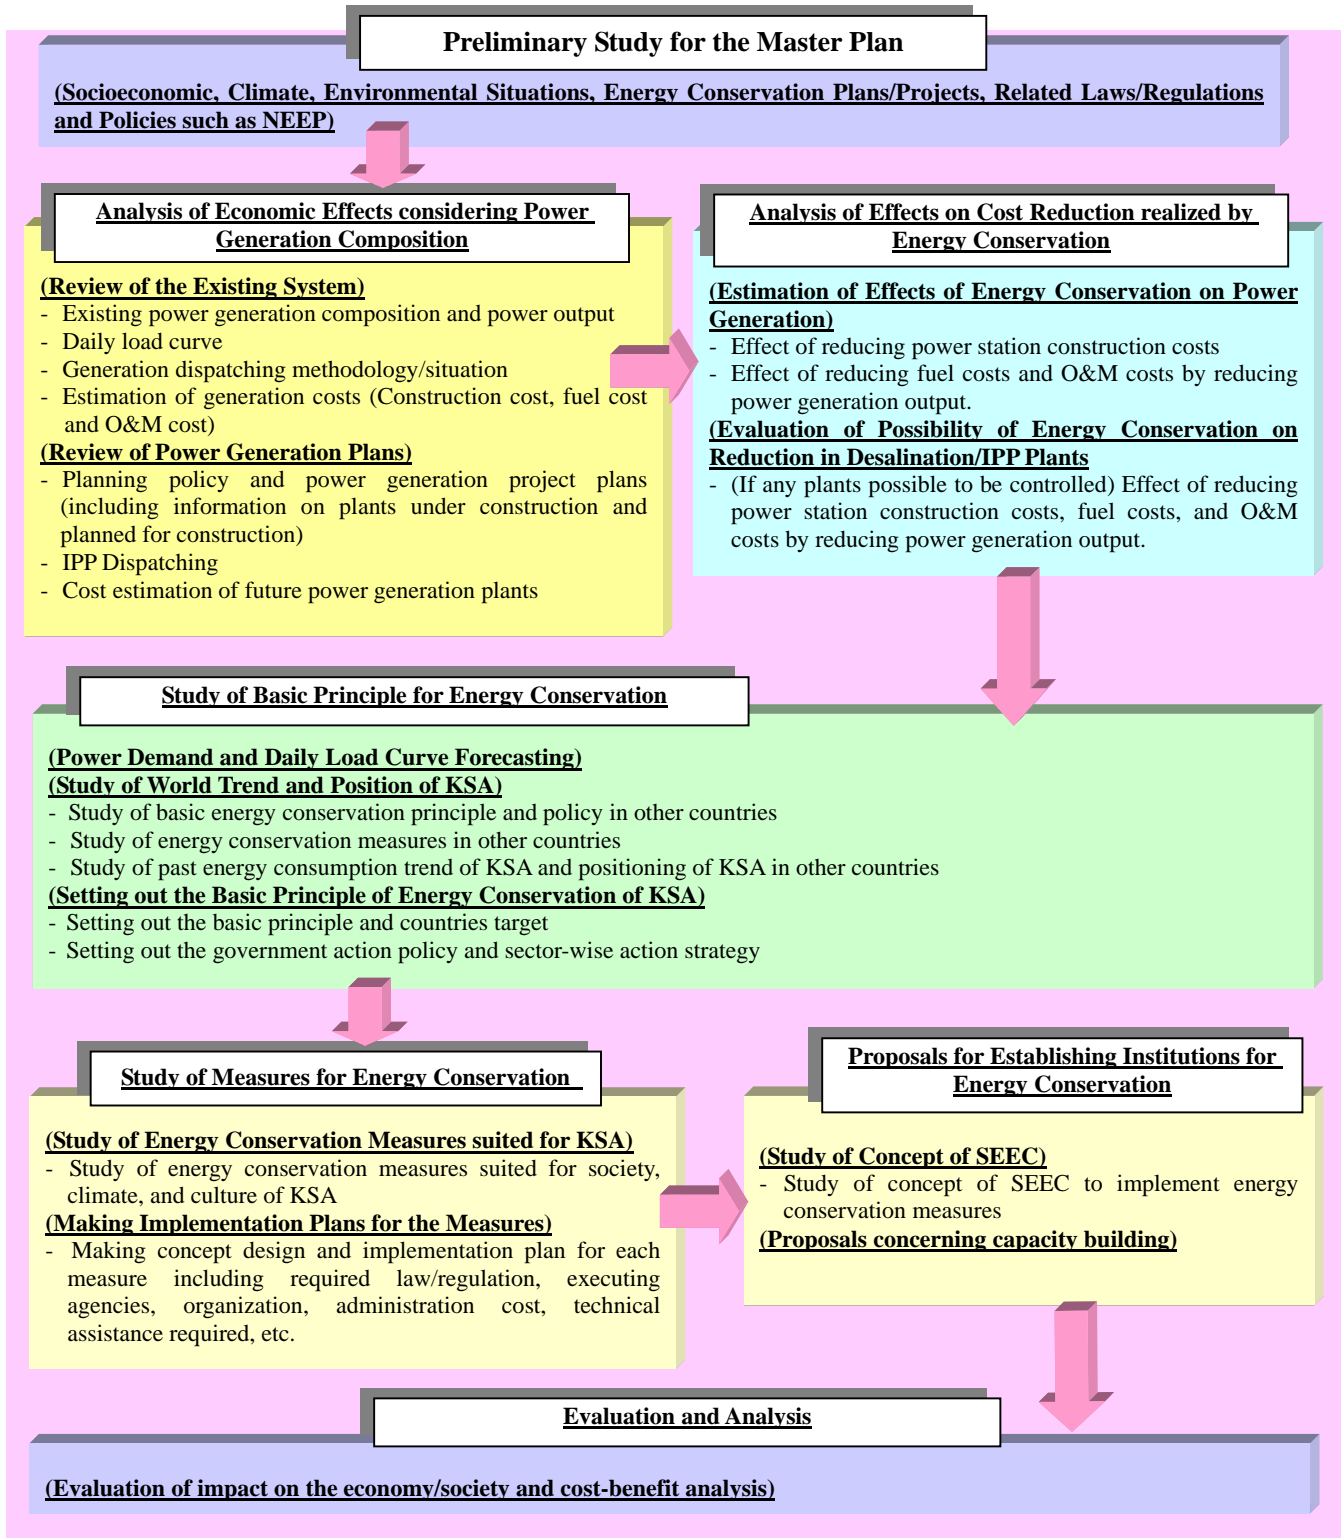 Preliminary Study for the Master Plan
(Socioeconomic, Climate, Environmental Situations, Energy Conservation Plans/Projects, Related Laws/Regulations
and Policies such as NEEP)
Analysis of Economic Effects considering Power
Generation Composition
(Review of the Existing System)
- Existing power generation composition and power output
- Daily load curve
- Generation dispatching methodology/situation
- Estimation of generation costs (Construction cost, fuel cost
and O&M cost)
(Review of Power Generation Plans)
- Planning policy and power generation project plans
(including information on plants under construction and
planned for construction)
- IPP Dispatching
- Cost estimation of future power generation plants
Analysis of Effects on Cost Reduction realized by
Energy Conservation
(Estimation of Effects of Energy Conservation on Power
Generation)
- Effect of reducing power station construction costs
- Effect of reducing fuel costs and O&M costs by reducing
power generation output.
(Evaluation of Possibility of Energy Conservation on
Reduction in Desalination/IPP Plants
- (If any plants possible to be controlled) Effect of reducing
power station construction costs, fuel costs, and O&M
costs by reducing power generation output.
Study of Basic Principle for Energy Conservation
(Power Demand and Daily Load Curve Forecasting)
(Study of World Trend and Position of KSA)
- Study of basic energy conservation principle and policy in other countries
- Study of energy conservation measures in other countries
- Study of past energy consumption trend of KSA and positioning of KSA in other countries
(Setting out the Basic Principle of Energy Conservation of KSA)
- Setting out the basic principle and countries target
- Setting out the government action policy and sector-wise action strategy
Study of Measures for Energy Conservation
(Study of Energy Conservation Measures suited for KSA)
- Study of energy conservation measures suited for society,
climate, and culture of KSA
(Making Implementation Plans for the Measures)
- Making concept design and implementation plan for each
measure including required law/regulation, executing
agencies, organization, administration cost, technical
assistance required, etc.
Proposals for Establishing Institutions for
Energy Conservation
(Study of Concept of SEEC)
- Study of concept of SEEC to implement energy
conservation measures
(Proposals concerning capacity building)
Evaluation and Analysis
(Evaluation of impact on the economy/society and cost-benefit analysis)